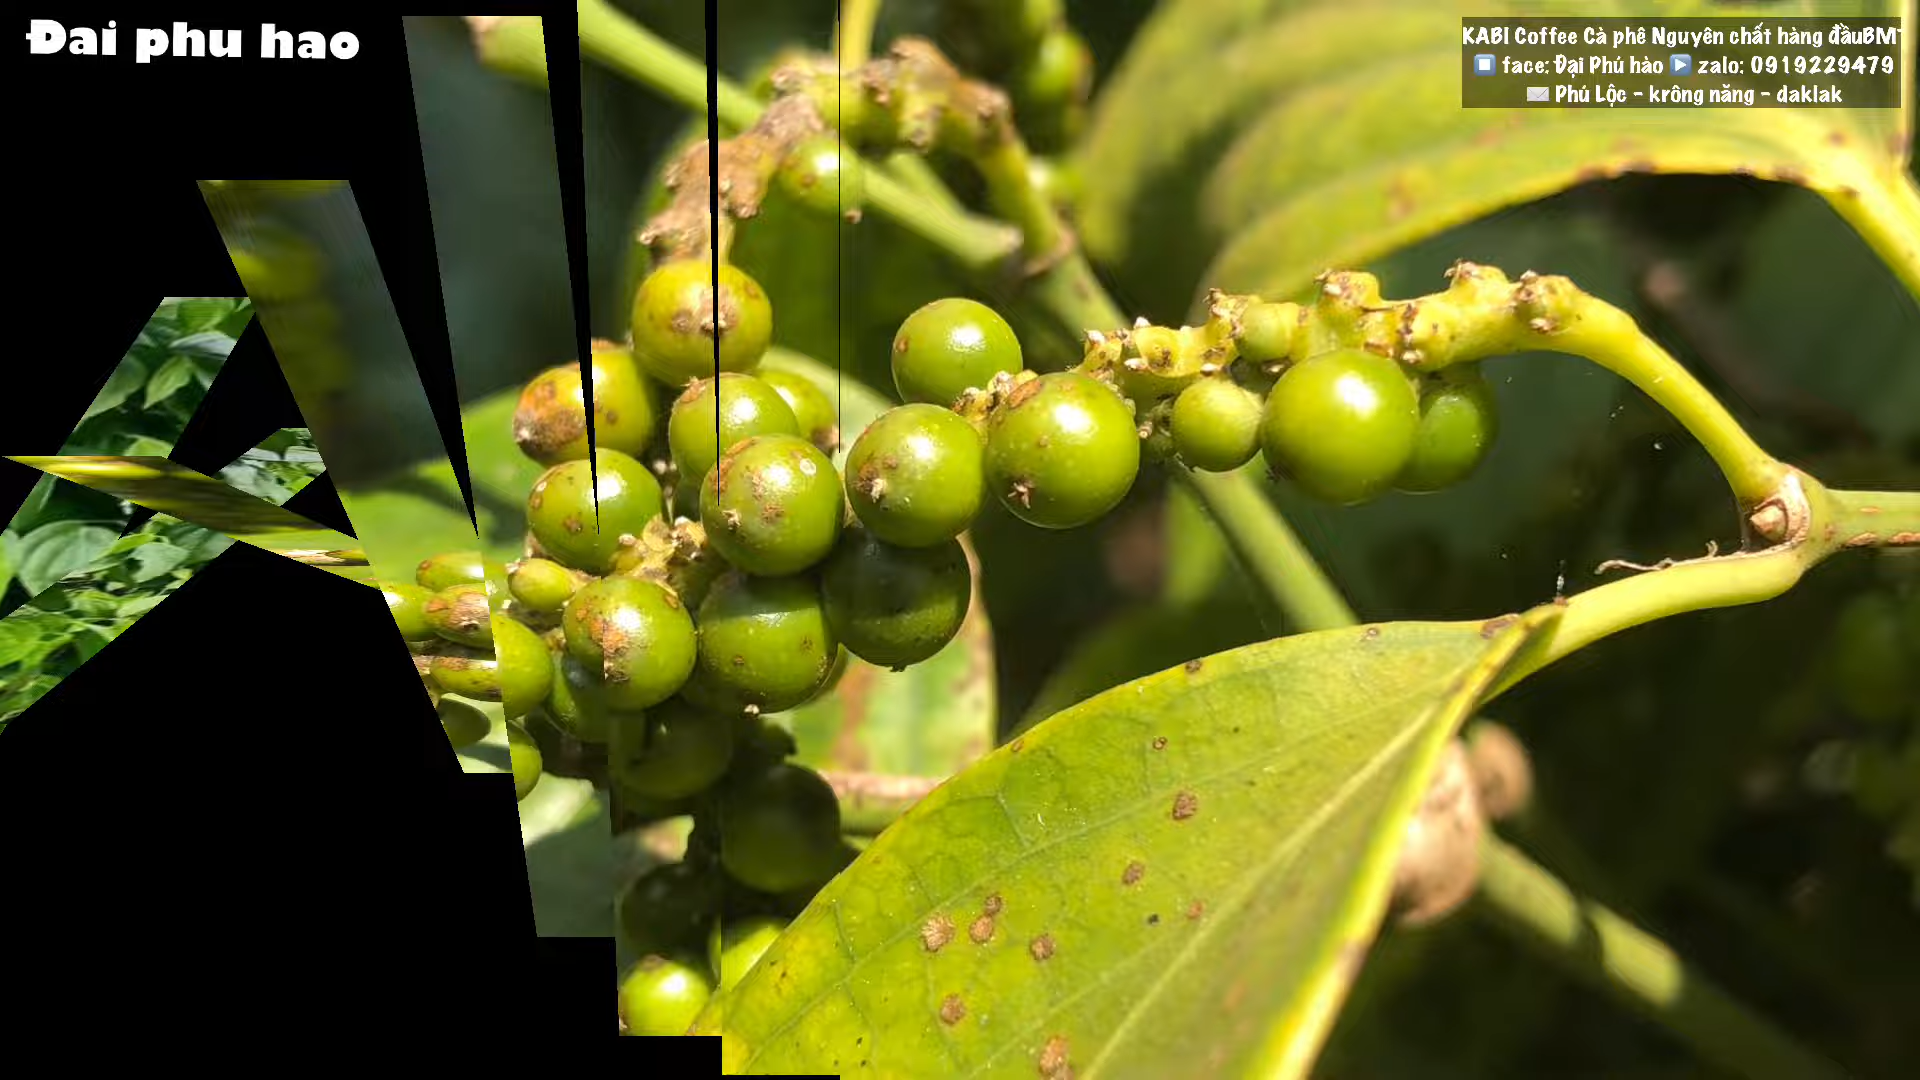 Đai phu hao
KABI Coffee Cà phê Nguyên chất hàng đầuBMT
face: Đại Phú hào zalo: 0919229479
Phú Lộc - krông năng - daklak